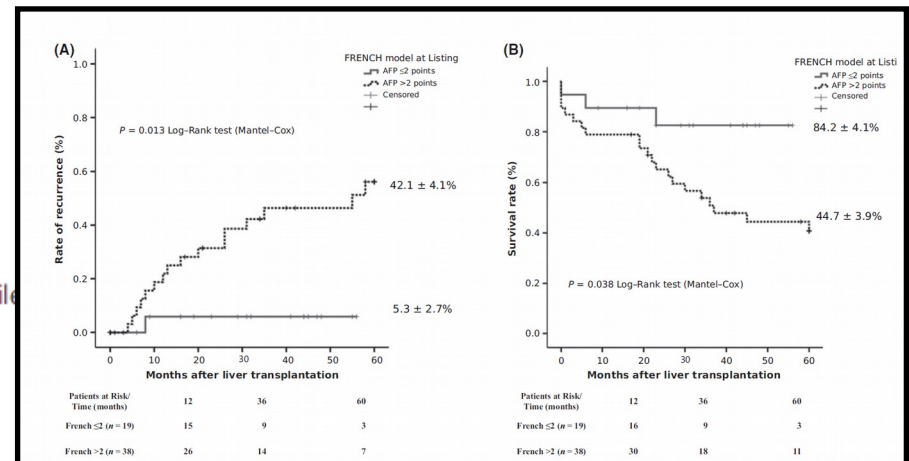 (A)
FRENCH model at Listing
AFP ≤2 points
AFP >2 points
Censored
P = 0.013 Log–Rank test (Mantel–Cox)
Rate of recurrence (%)
1.0
0.8
0.6
0.4
0.2
0.0
42.1 ± 4.1%
5.3 ± 2.7%
0 10 20 30 40 50 60
Months after liver transplantation
Patients at Risk/
Time (months) 12 36 60
French ≤2 (n = 19) 15 9 3
French >2 (n = 38) 26 14 7
(B)
FRENCH model at Listi
AFP ≤2 points
AFP >2 points
Censored
Survival rate (%)
1.0
0.8
0.6
0.4
0.2
0.0
84.2 ± 4.1%
44.7 ± 3.9%
P = 0.038 Log–Rank test (Mantel–Cox)
0 10 20 30 40 50 60
Months after liver transplantation
Patients at Risk/
Time (months) 12 36 60
French ≤2 (n = 19) 16 9 3
French >2 (n = 38) 30 18 11